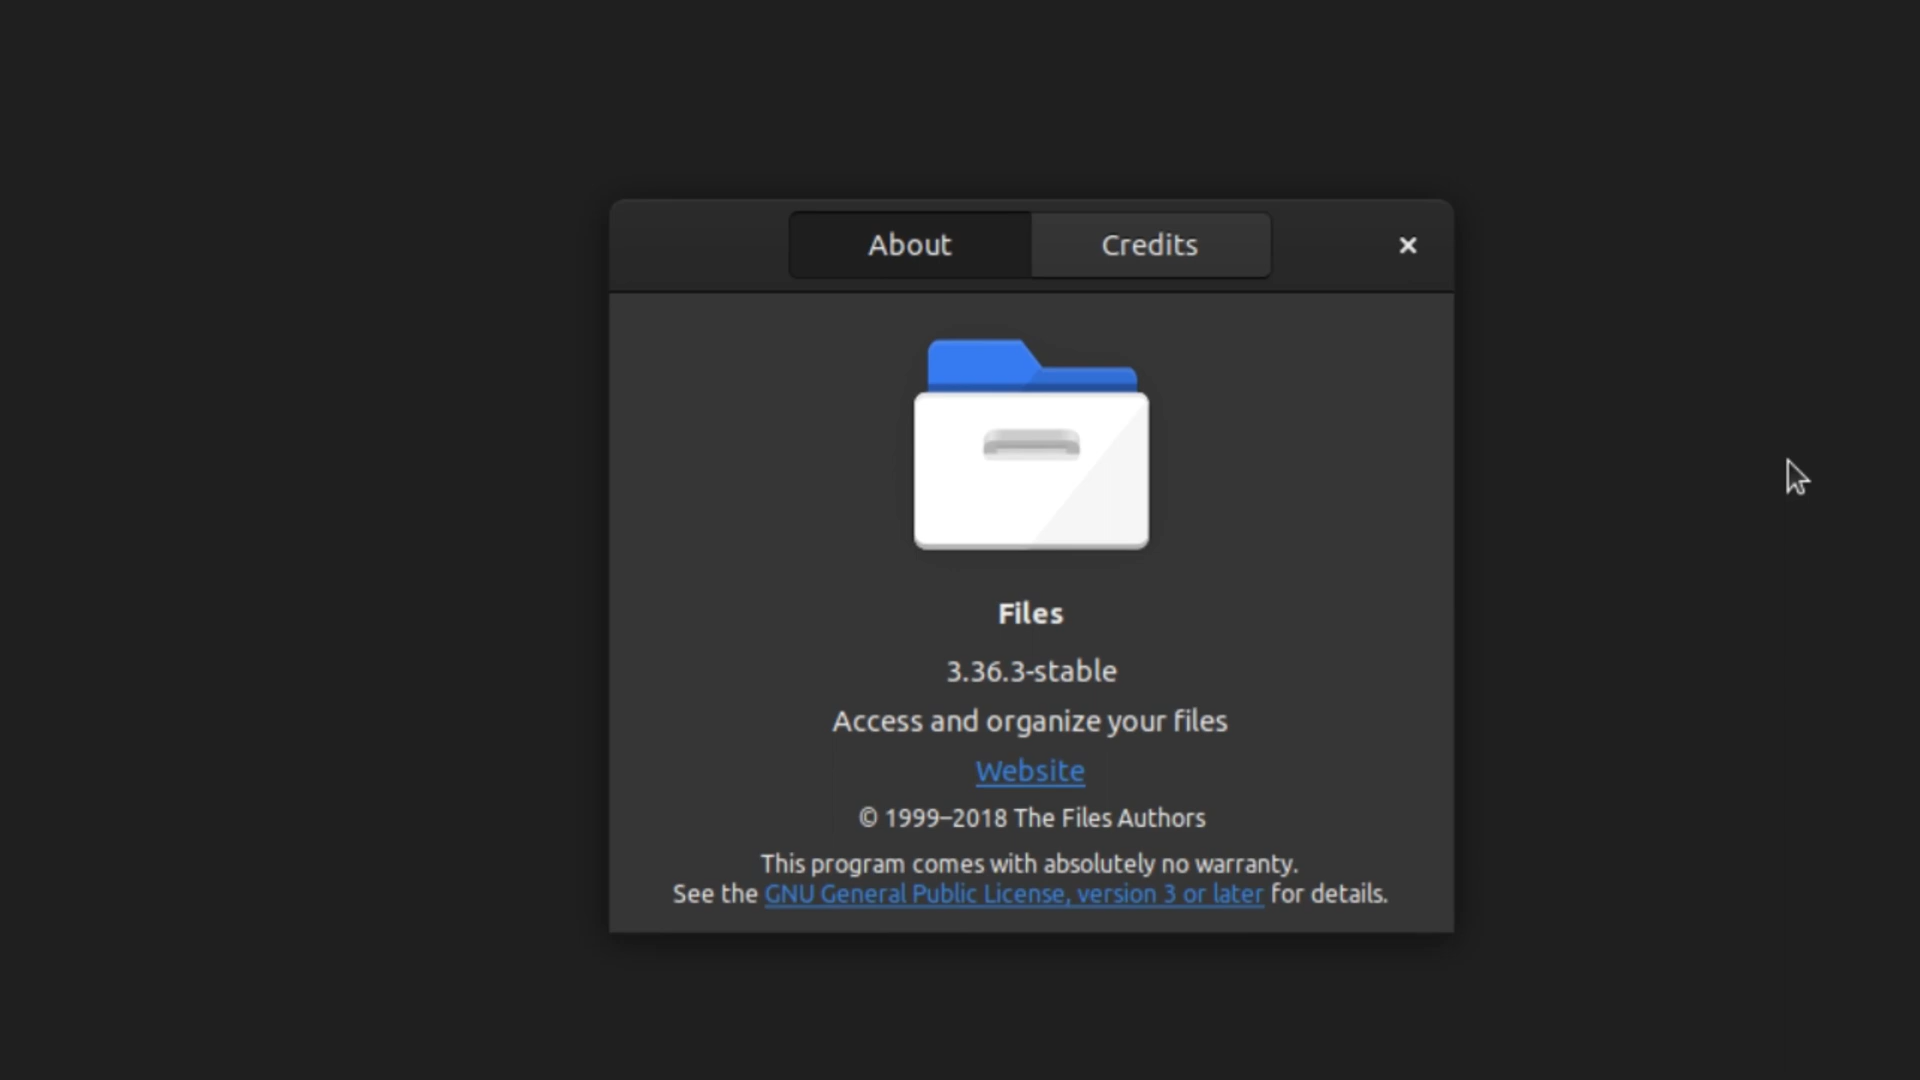 About
Credits
Files
3.36.3-stable
Access and organize your files
Website
© 1999–2018 The Files Authors
This program comes with absolutely no warranty.
See the GNU General Public License, version 3 or later for details.